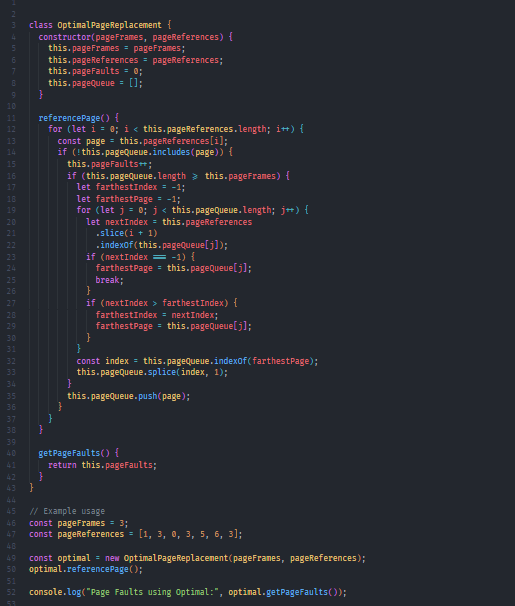 1
2
3 class OptimalPageReplacement {
4 constructor(pageFrames, pageReferences) {
5 this.pageFrames = pageFrames;
6 this.pageReferences = pageReferences;
7 this.pageFaults = 0;
8 this.pageQueue = [];
9 }
10
11 referencePage() {
12 for (let i = 0; i < this.pageReferences.length; i++) {
13 const page = this.pageReferences[i];
14 if (!this.pageQueue.includes(page)) {
15 this.pageFaults++;
16 if (this.pageQueue.length >= this.pageFrames) {
17 let farthestIndex = -1;
18 let farthestPage = -1;
19 for (let j = 0; j < this.pageQueue.length; j++) {
20 let nextIndex = this.pageReferences
21 .slice(i + 1)
22 .indexOf(this.pageQueue[j]);
23 if (nextIndex === -1) {
24 farthestPage = this.pageQueue[j];
25 break;
26 }
27 if (nextIndex > farthestIndex) {
28 farthestIndex = nextIndex;
29 farthestPage = this.pageQueue[j];
30 }
31 }
32 const index = this.pageQueue.indexOf(farthestPage);
33 this.pageQueue.splice(index, 1);
34 }
35 this.pageQueue.push(page);
36 }
37 }
38 }
39
40 getPageFaults() {
41 return this.pageFaults;
42 }
43 }
44
45 // Example usage
46 const pageFrames = 3;
47 const pageReferences = [1, 3, 0, 3, 5, 6, 3];
48
49 const optimal = new OptimalPageReplacement(pageFrames, pageReferences);
50 optimal.referencePage();
51
52 console.log("Page Faults using Optimal:", optimal.getPageFaults());
53